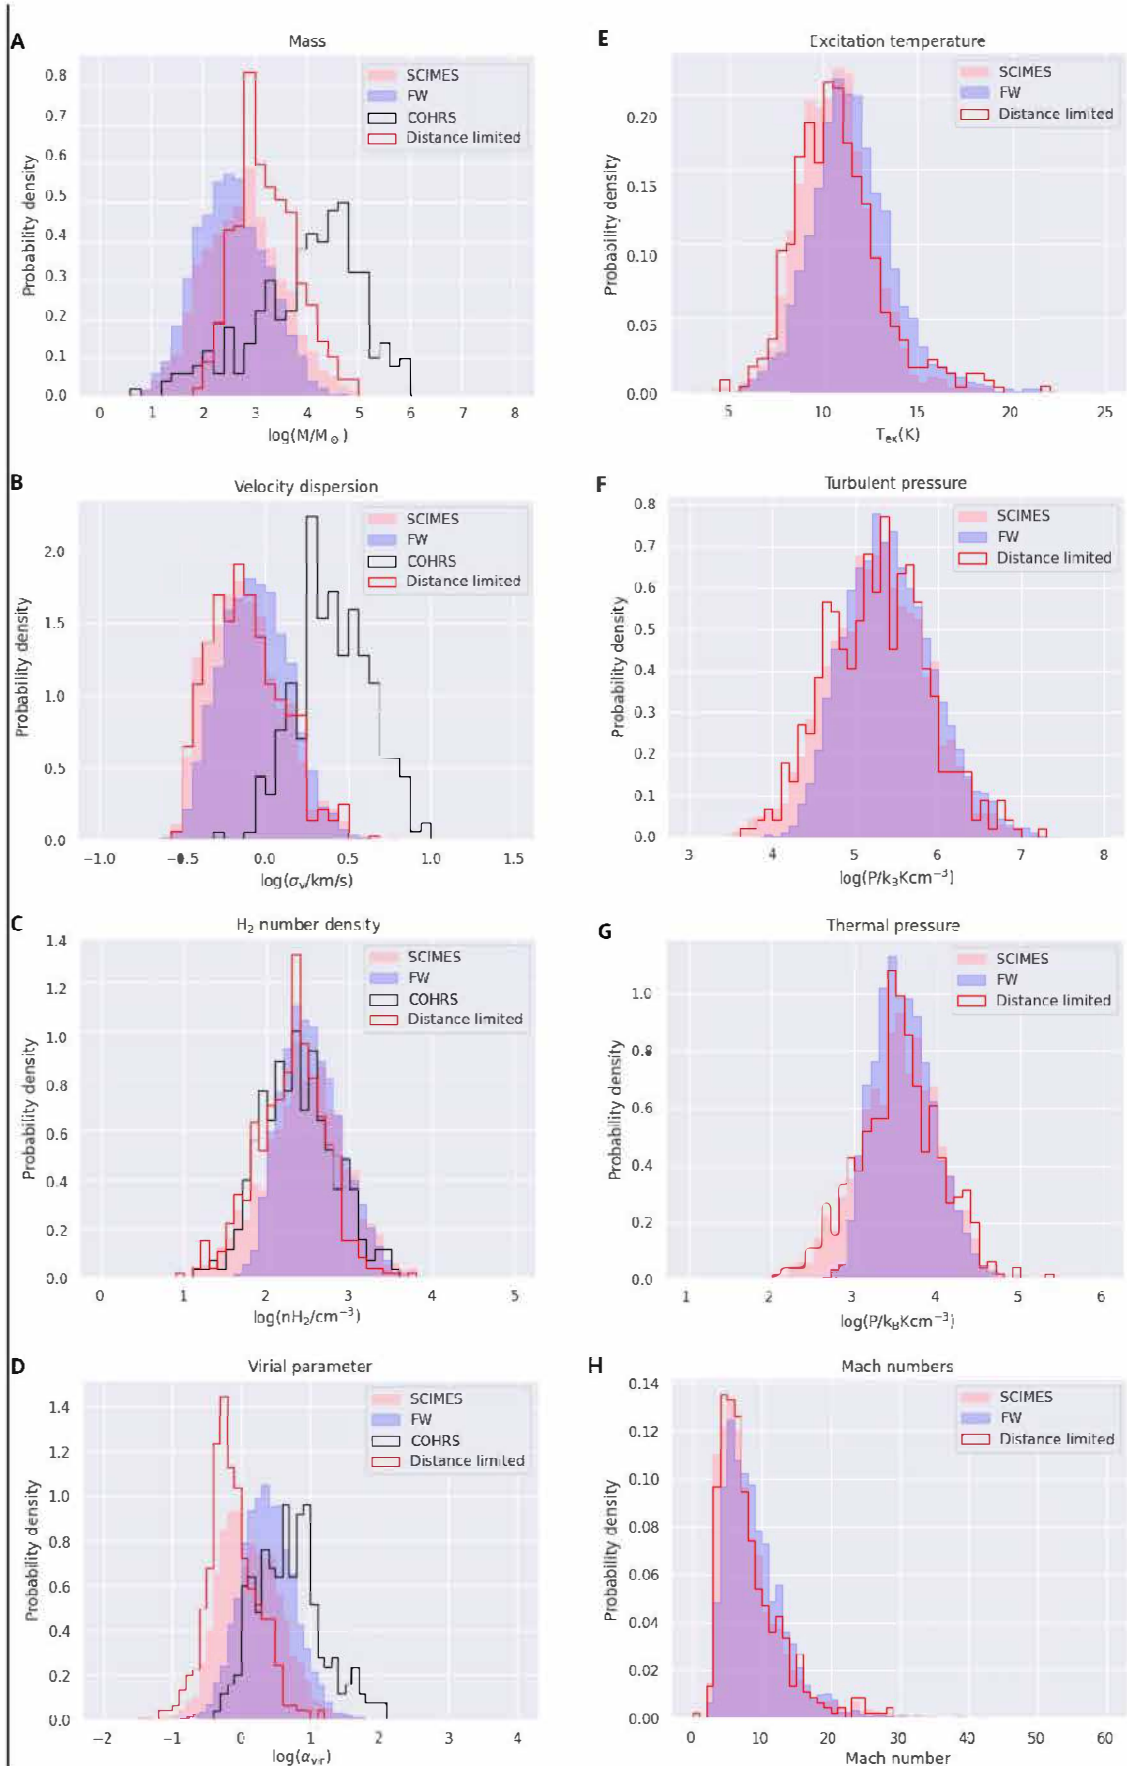 A
Mass
SCIMES
FW
COHRS
Distance limited
Probability density
0.8
0.7
0.6
0.5
0.4
0.3
0.2
0.1
0.0
0 1 2 3 4 5 6 7 8
log(M/M⊙)
B
Velocity dispersion
SCIMES
FW
COHRS
Distance limited
Probability density
2.0
1.5
1.0
0.5
0.0
−1.0 −0.5 0.0 0.5 1.0 1.5
log(σᵥ/km/s)
C
H₂ number density
SCIMES
FW
COHRS
Distance limited
Probability density
1.4
1.2
1.0
0.8
0.6
0.4
0.2
0.0
0 1 2 3 4 5
log(nH₂/cm⁻³)
D
Virial parameter
SCIMES
FW
COHRS
Distance limited
Probability density
1.4
1.2
1.0
0.8
0.6
0.4
0.2
0.0
−2 −1 0 1 2 3 4
log(αvir)
E
Excitation temperature
SCIMES
FW
Distance limited
Probability density
0.20
0.15
0.10
0.05
0.00
5 10 15 20 25
Tex(K)
F
Turbulent pressure
SCIMES
FW
Distance limited
Probability density
0.8
0.7
0.6
0.5
0.4
0.3
0.2
0.1
0.0
3 4 5 6 7 8
log(P/k₃Kcm⁻³)
G
Thermal pressure
SCIMES
FW
Distance limited
Probability density
1.0
0.8
0.6
0.4
0.2
0.0
1 2 3 4 5 6
log(P/kBKcm⁻³)
H
Mach numbers
SCIMES
FW
Distance limited
Probability density
0.14
0.12
0.10
0.08
0.06
0.04
0.02
0.00
0 10 20 30 40 50 60
Mach number